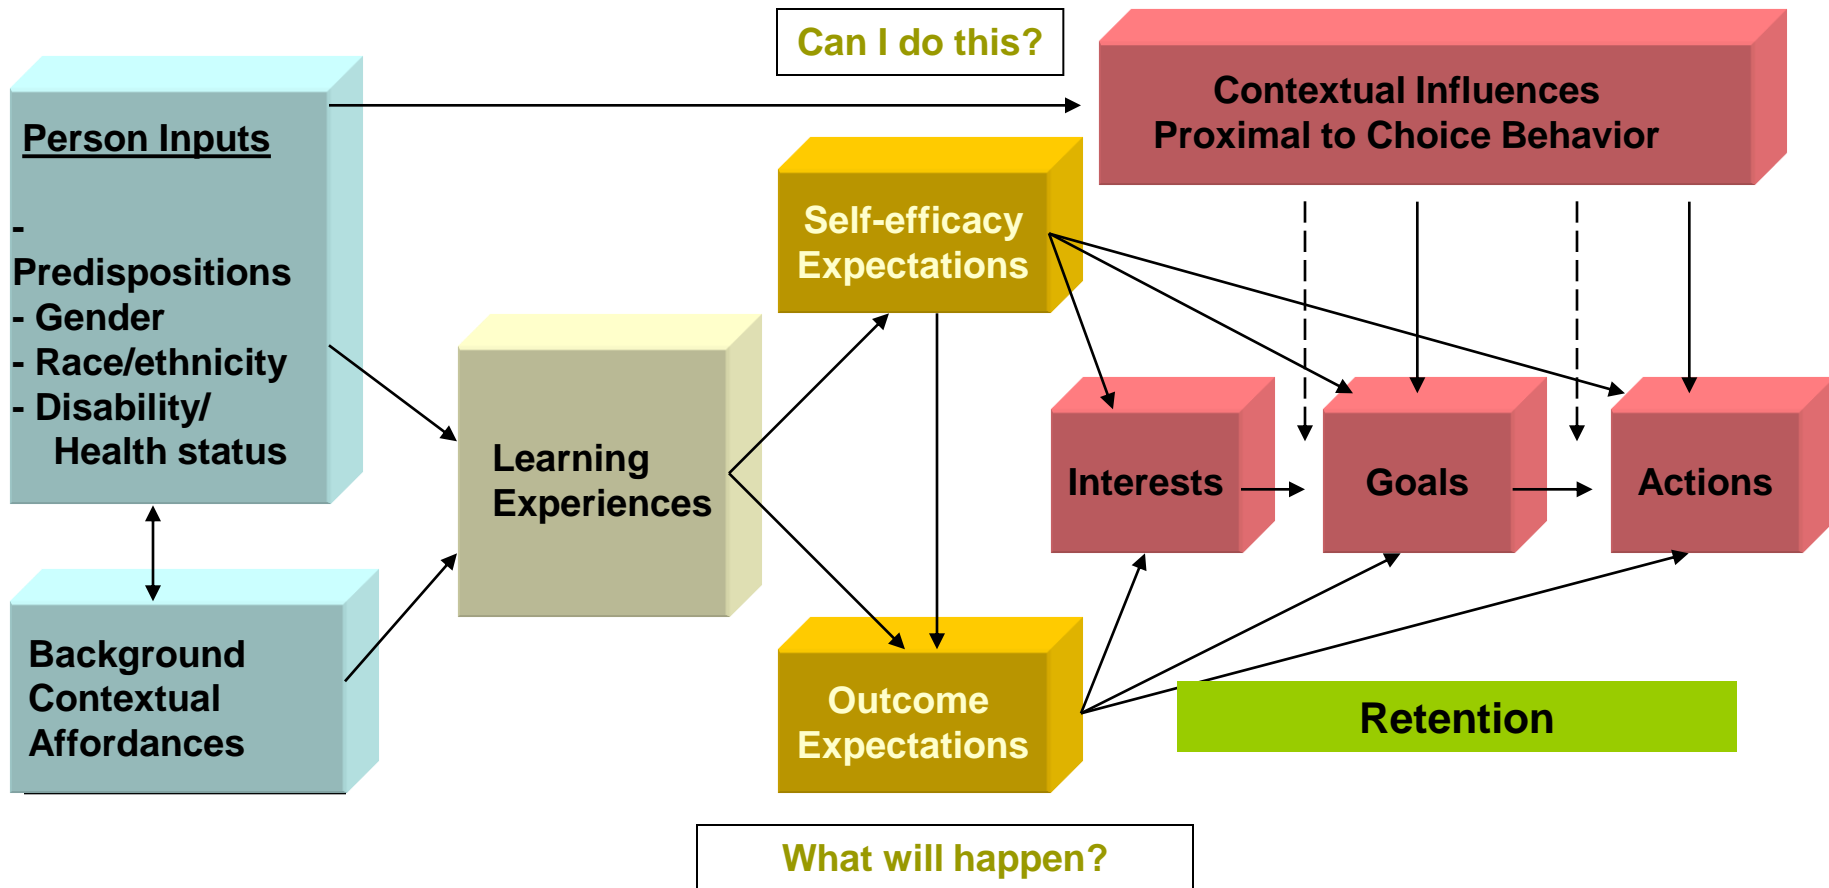 Can I do this?
Contextual Influences
Proximal to Choice Behavior
Person Inputs
-
Predispositions
- Gender
- Race/ethnicity
- Disability/
Health status
Self-efficacy
Expectations
Learning
Experiences
Interests
Goals
Actions
Background
Contextual
Affordances
Outcome
Expectations
Retention
What will happen?